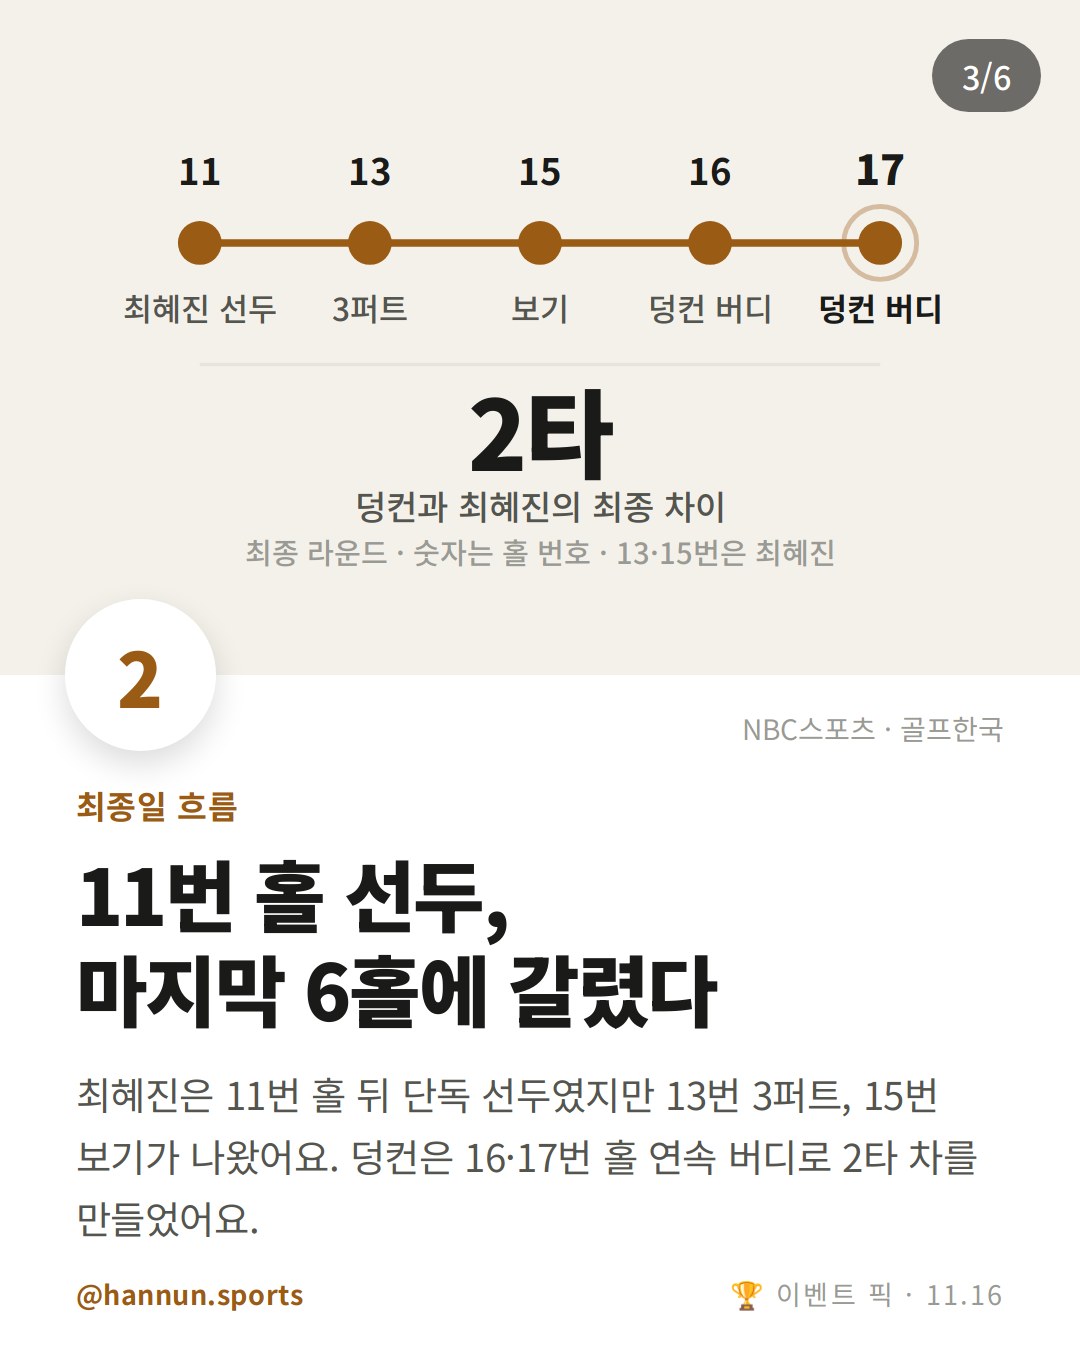 3/6
11 13 15 16 17
최혜진 선두 3퍼트 보기 덩컨 버디 덩컨 버디
2타
덩컨과 최혜진의 최종 차이
최종 라운드 · 숫자는 홀 번호 · 13·15번은 최혜진
2
NBC스포츠 · 골프한국
최종일 흐름
11번 홀 선두,
마지막 6홀에 갈렸다
최혜진은 11번 홀 뒤 단독 선두였지만 13번 3퍼트, 15번
보기가 나왔어요. 덩컨은 16·17번 홀 연속 버디로 2타 차를
만들었어요.
@hannun.sports
🏆 이벤트 픽 · 11.16